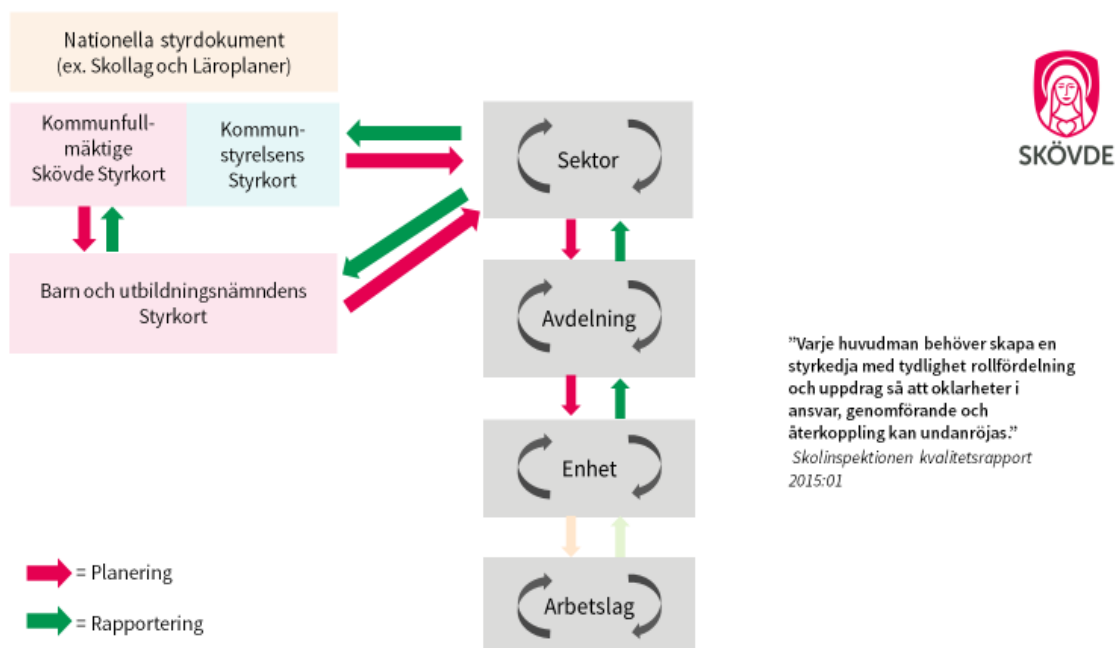 Nationella styrdokument
(ex. Skollag och Läroplaner)
Kommunfull-
mäktige
Skövde Styrkort
Kommun-
styrelsens
Styrkort
Barn och utbildningsnämndens
Styrkort
Sektor
Avdelning
Enhet
Arbetslag
SKÖVDE
”Varje huvudman behöver skapa en
styrkedja med tydlighet rollfördelning
och uppdrag så att oklarheter i
ansvar, genomförande och
återkoppling kan undanröjas.”
Skolinspektionen kvalitetsrapport
2015:01
= Planering
= Rapportering